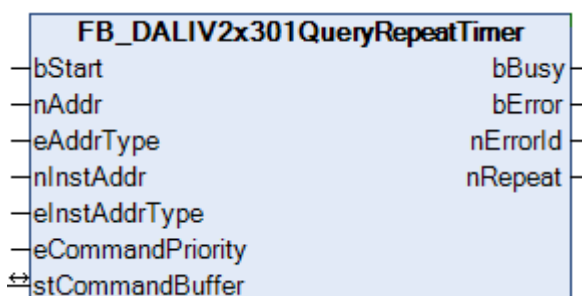 FB_DALIV2x301QueryRepeatTimer
bStart bBusy
nAddr bError
eAddrType nErrorId
nInstAddr nRepeat
eInstAddrType
eCommandPriority
stCommandBuffer